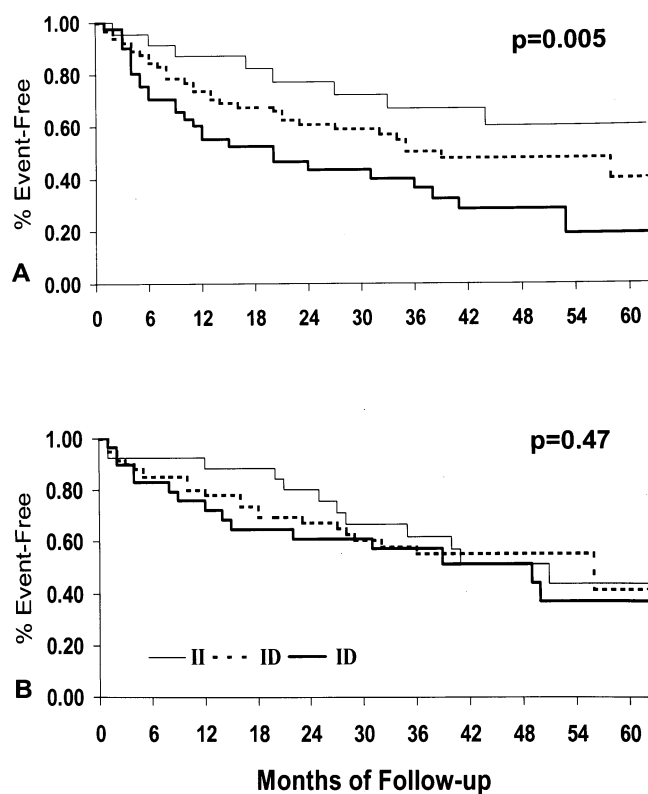 p=0.005
% Event-Free
1.00
0.80
0.60
0.40
0.20
0.00
A
0 6 12 18 24 30 36 42 48 54 60
p=0.47
% Event-Free
1.00
0.80
0.60
0.40
0.20
0.00
II ID ID
B
0 6 12 18 24 30 36 42 48 54 60
Months of Follow-up